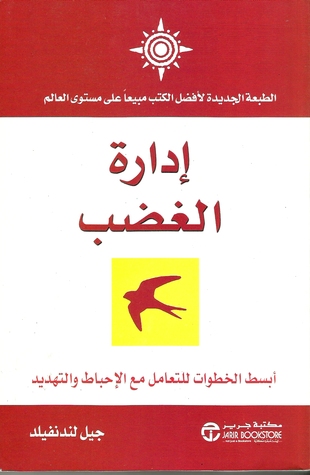 الطبعة الجديدة لأفضل الكتب مبيعاً على مستوى العالم
إدارة
الغضب
أبسط الخطوات للتعامل مع الإحباط والتهديد
جيل لندنفيلد
مكتبة جرير
JARIR BOOKSTORE